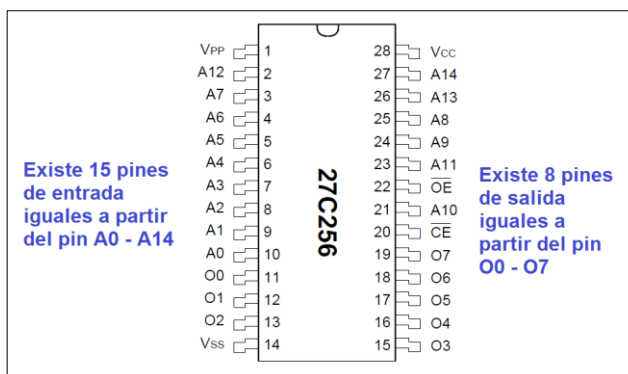 VPP 1 28 VCC
A12 2 27 A14
A7 3 26 A13
A6 4 25 A8
A5 5 24 A9
A4 6 23 A11
A3 7 22 OE
A2 8 21 A10
A1 9 20 CE
A0 10 19 O7
O0 11 18 O6
O1 12 17 O5
O2 13 16 O4
VSS 14 15 O3
27C256
Existe 15 pines
de entrada
iguales a partir
del pin A0 - A14
Existe 8 pines
de salida
iguales a
partir del pin
O0 - O7